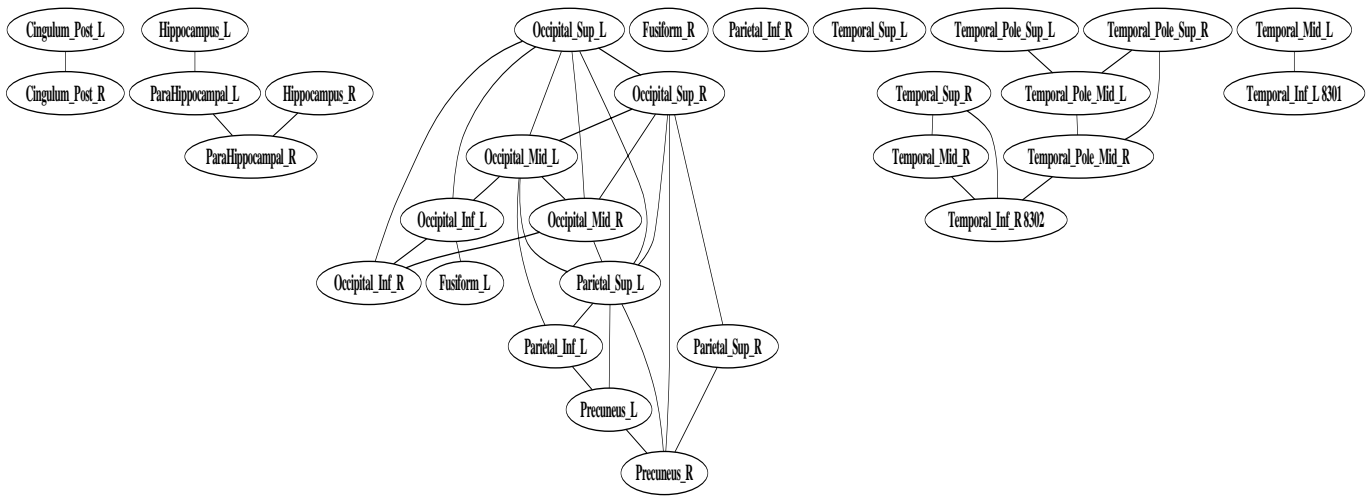 Cingulum_Post_L
Hippocampus_L
Occipital_Sup_L
Fusiform_R
Parietal_Inf_R
Temporal_Sup_L
Temporal_Pole_Sup_L
Temporal_Pole_Sup_R
Temporal_Mid_L
Cingulum_Post_R
ParaHippocampal_L
Hippocampus_R
Occipital_Sup_R
Temporal_Sup_R
Temporal_Pole_Mid_L
Temporal_Inf_L 8301
ParaHippocampal_R
Occipital_Mid_L
Temporal_Mid_R
Temporal_Pole_Mid_R
Occipital_Inf_L
Occipital_Mid_R
Temporal_Inf_R 8302
Occipital_Inf_R
Fusiform_L
Parietal_Sup_L
Parietal_Inf_L
Parietal_Sup_R
Precuneus_L
Precuneus_R